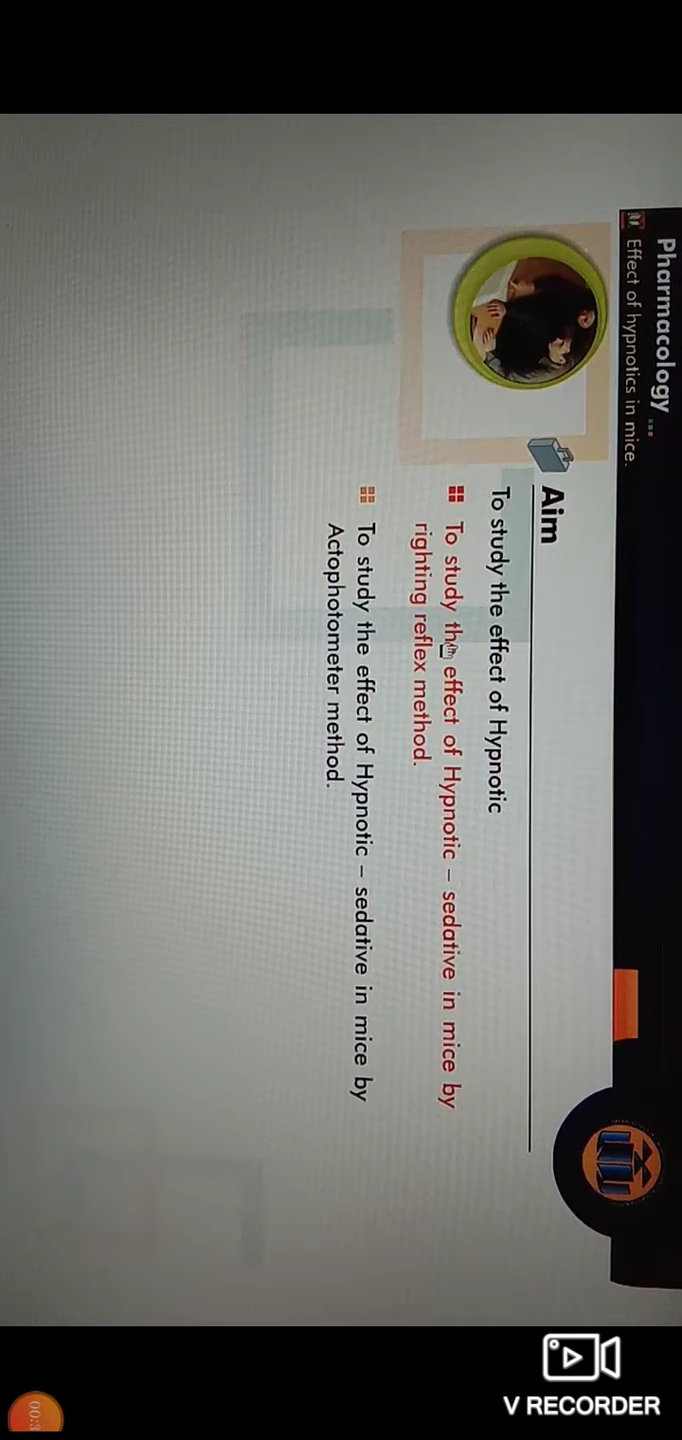 Pharmacology ...
Effect of hypnotics in mice.
Aim
To study the effect of Hypnotic
To study the effect of Hypnotic – sedative in mice by
righting reflex method.
To study the effect of Hypnotic – sedative in mice by
Actophotometer method.
V RECORDER